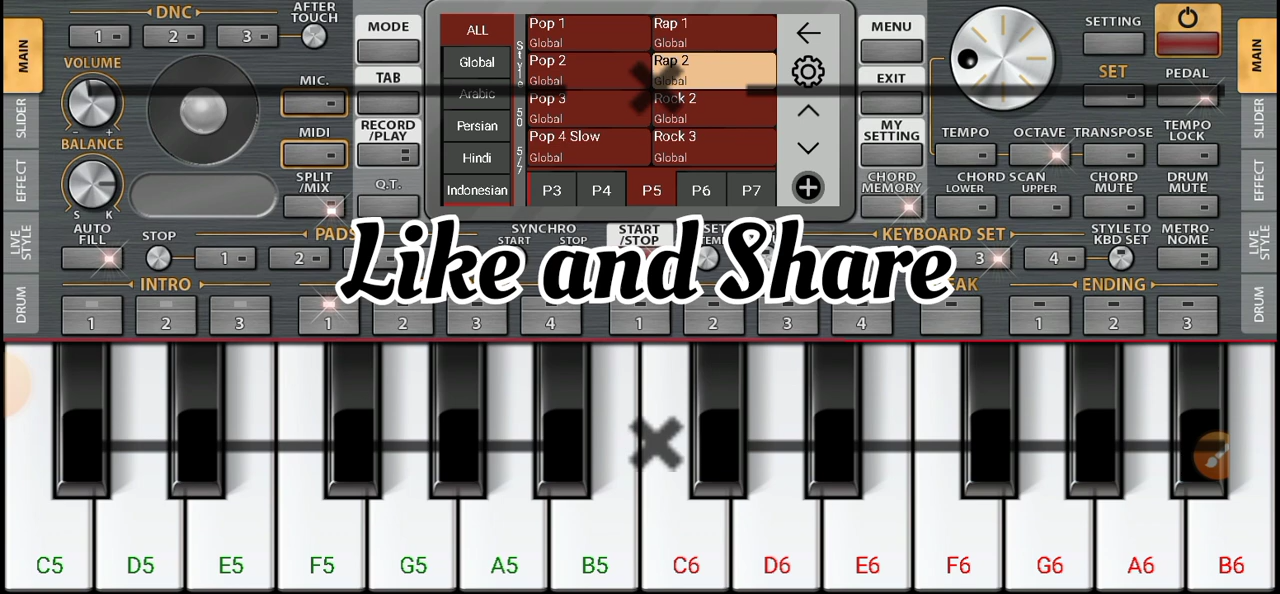 DNC
1 2 3
AFTER
TOUCH
MODE
MAIN
VOLUME
- +
MIC.
TAB
BALANCE
S K
MIDI
RECORD
/PLAY
SLIDER
EFFECT
LIVE
STYLE
DRUM
SPLIT
/MIX
Q.T.
ALL
Global
Arabic
Persian
Hindi
Indonesian
Pop 1
Global
Rap 1
Global
Pop 2
Global
Rap 2
Global
Pop 3
Global
Rock 2
Global
Pop 4 Slow
Global
Rock 3
Global
P3 P4 P5 P6 P7
MENU
EXIT
MY
SETTING
CHORD
MEMORY
SETTING
SET
PEDAL
MAIN
SLIDER
EFFECT
LIVE
STYLE
DRUM
TEMPO OCTAVE TRANSPOSE TEMPO
LOCK
CHORD SCAN
LOWER UPPER
CHORD
MUTE
DRUM
MUTE
AUTO
FILL
STOP
PADS
1 2
SYNCHRO
START STOP
START
/STOP
KEYBOARD SET
3 4
STYLE TO
KBD SET
METRO-
NOME
Like and Share
INTRO
1 2 3
1 2 3 4
1 2 3 4
ENDING
1 2 3
C5 D5 E5 F5 G5 A5 B5 C6 D6 E6 F6 G6 A6 B6